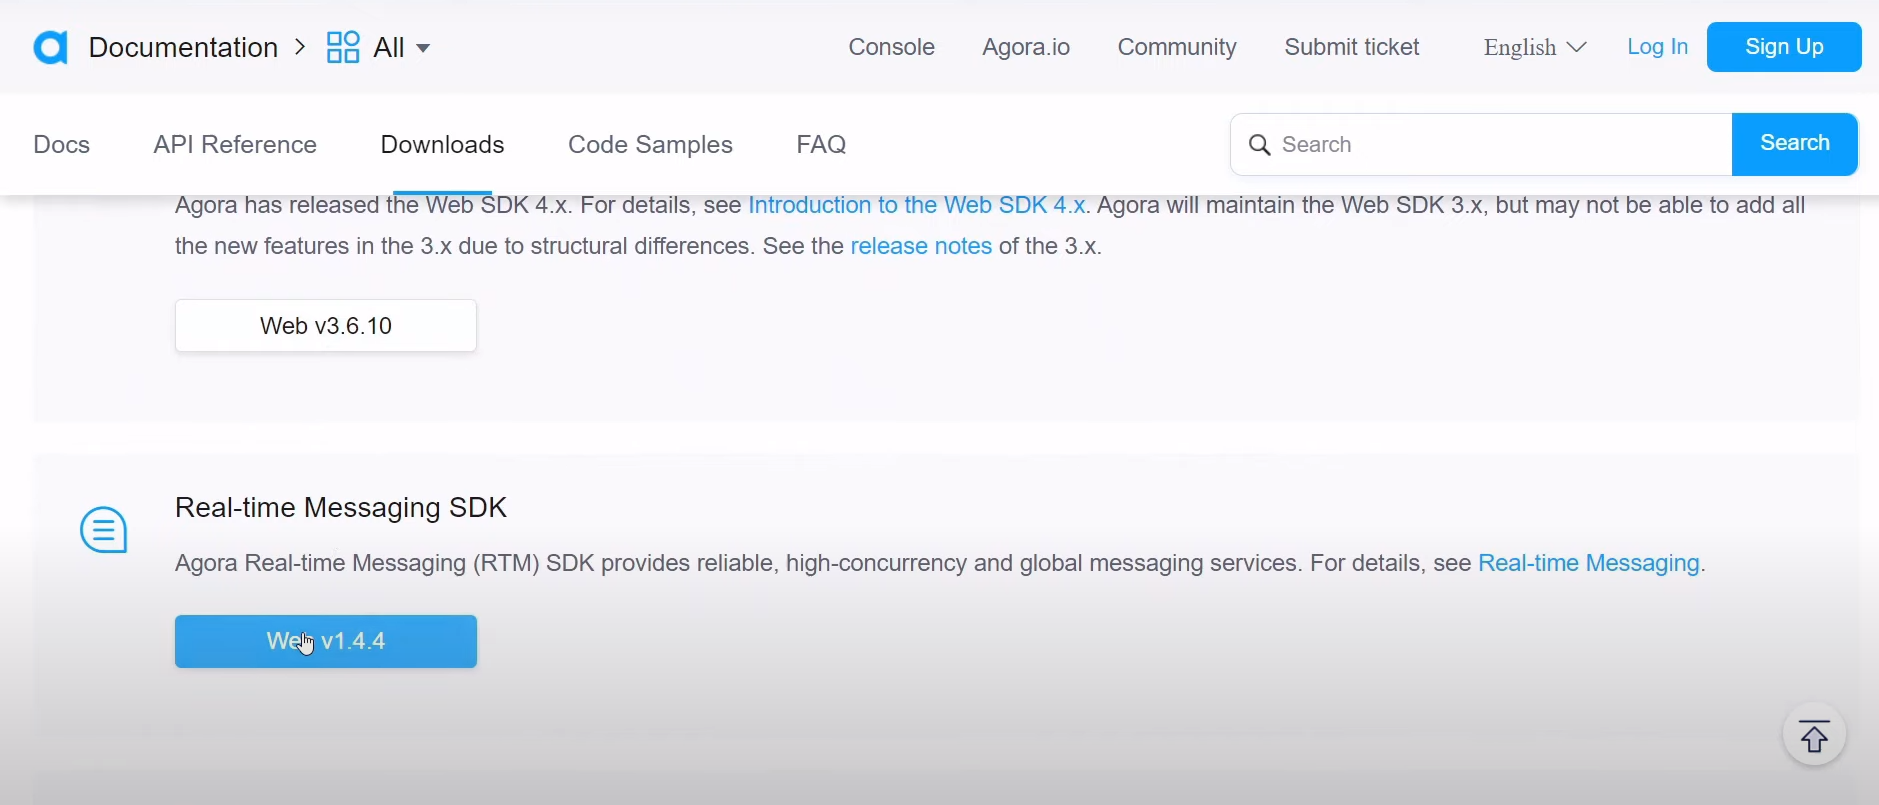 Documentation > All
Console Agora.io Community Submit ticket English Log In Sign Up
Docs API Reference Downloads Code Samples FAQ Search Search
Agora has released the Web SDK 4.x. For details, see Introduction to the Web SDK 4.x. Agora will maintain the Web SDK 3.x, but may not be able to add all
the new features in the 3.x due to structural differences. See the release notes of the 3.x.
Web v3.6.10
Real-time Messaging SDK
Agora Real-time Messaging (RTM) SDK provides reliable, high-concurrency and global messaging services. For details, see Real-time Messaging.
Web v1.4.4